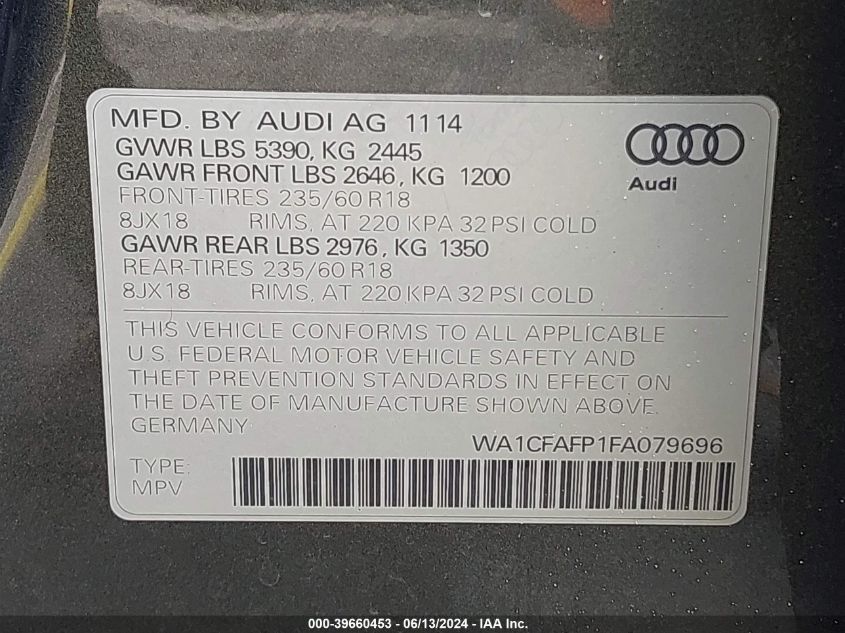 MFD. BY AUDI AG 1114
GVWR LBS 5390, KG 2445
GAWR FRONT LBS 2646, KG 1200
FRONT-TIRES 235/60 R18
8JX18 RIMS, AT 220 KPA 32 PSI COLD
GAWR REAR LBS 2976, KG 1350
REAR-TIRES 235/60 R18
8JX18 RIMS, AT 220 KPA 32 PSI COLD
Audi
THIS VEHICLE CONFORMS TO ALL APPLICABLE
U.S. FEDERAL MOTOR VEHICLE SAFETY AND
THEFT PREVENTION STANDARDS IN EFFECT ON
THE DATE OF MANUFACTURE SHOWN ABOVE.
GERMANY
WA1CFAFP1FA079696
TYPE:
MPV
000-39660453 - 06/13/2024 - WA INC.